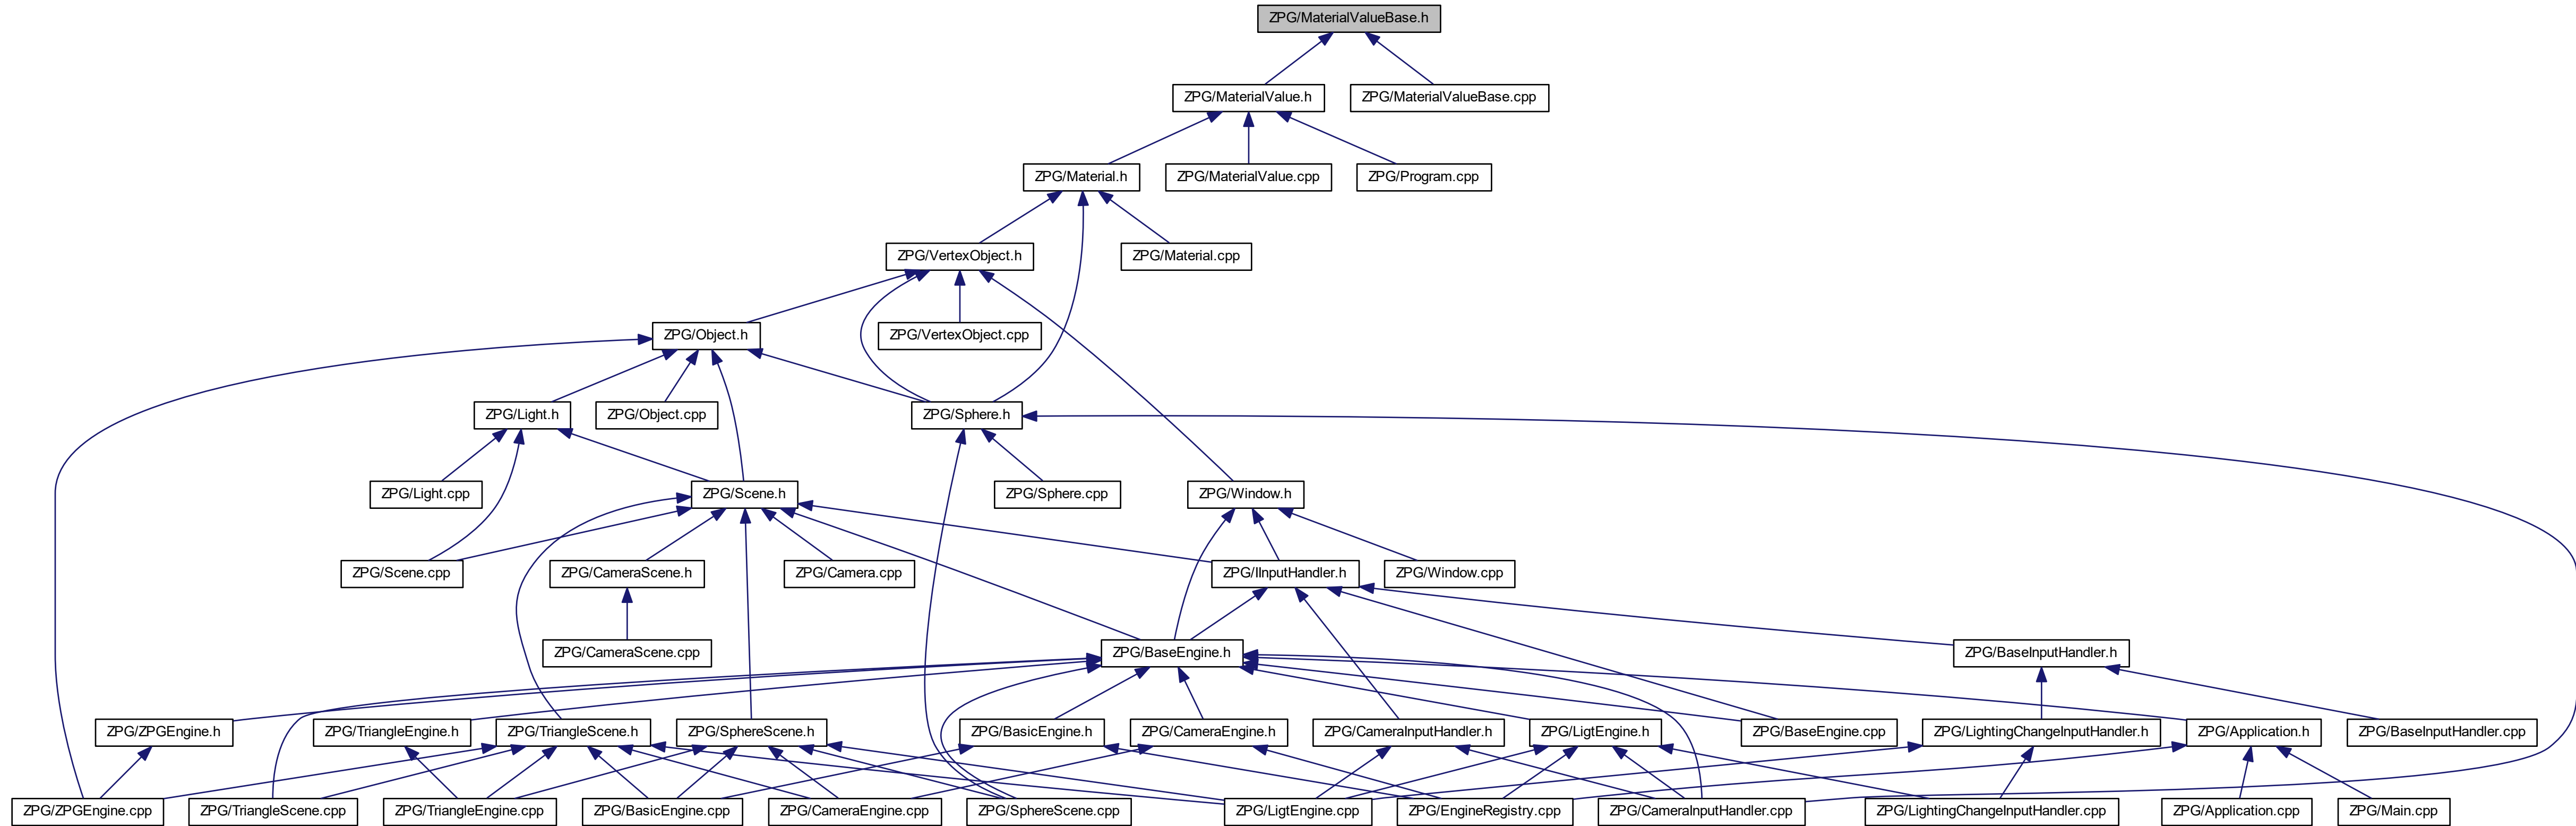 ZPG/MaterialValueBase.h
ZPG/MaterialValue.h
ZPG/MaterialValueBase.cpp
ZPG/Material.h
ZPG/MaterialValue.cpp
ZPG/Program.cpp
ZPG/VertexObject.h
ZPG/Material.cpp
ZPG/Object.h
ZPG/VertexObject.cpp
ZPG/Light.h
ZPG/Object.cpp
ZPG/Sphere.h
ZPG/Light.cpp
ZPG/Scene.h
ZPG/Sphere.cpp
ZPG/Window.h
ZPG/Scene.cpp
ZPG/CameraScene.h
ZPG/Camera.cpp
ZPG/IInputHandler.h
ZPG/Window.cpp
ZPG/CameraScene.cpp
ZPG/BaseEngine.h
ZPG/BaseInputHandler.h
ZPG/ZPGEngine.h
ZPG/TriangleEngine.h
ZPG/TriangleScene.h
ZPG/SphereScene.h
ZPG/BasicEngine.h
ZPG/CameraEngine.h
ZPG/CameraInputHandler.h
ZPG/LigtEngine.h
ZPG/BaseEngine.cpp
ZPG/LightingChangeInputHandler.h
ZPG/Application.h
ZPG/BaseInputHandler.cpp
ZPG/ZPGEngine.cpp
ZPG/TriangleScene.cpp
ZPG/TriangleEngine.cpp
ZPG/BasicEngine.cpp
ZPG/CameraEngine.cpp
ZPG/SphereScene.cpp
ZPG/LigtEngine.cpp
ZPG/EngineRegistry.cpp
ZPG/CameraInputHandler.cpp
ZPG/LightingChangeInputHandler.cpp
ZPG/Application.cpp
ZPG/Main.cpp